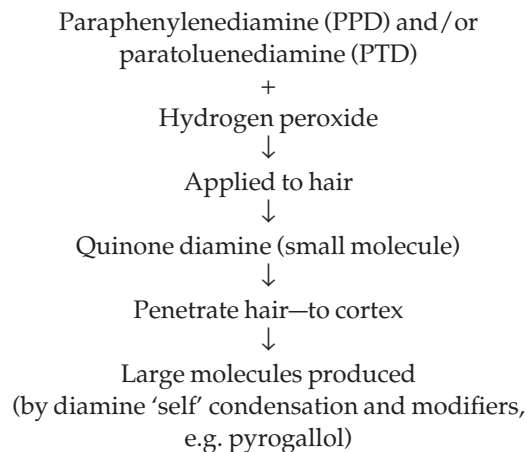 Paraphenylenediamine (PPD) and/or
paratoluenediamine (PTD)
+
Hydrogen peroxide
↓
Applied to hair
↓
Quinone diamine (small molecule)
↓
Penetrate hair—to cortex
↓
Large molecules produced
(by diamine ‘self’ condensation and modifiers,
e.g. pyrogallol)